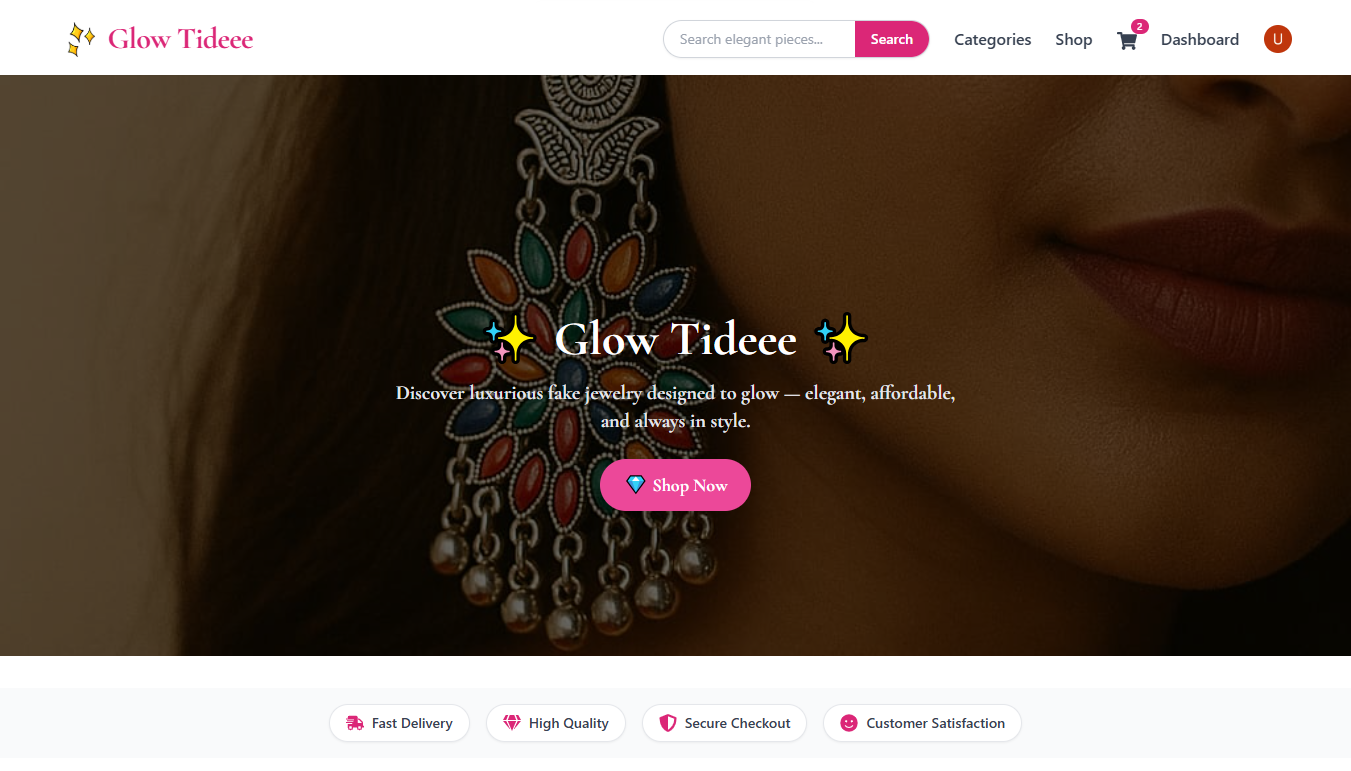 Glow Tideee
Search elegant pieces...
Search
Categories
Shop
2
Dashboard
U
Glow Tideee
Discover luxurious fake jewelry designed to glow — elegant, affordable,
and always in style.
Shop Now
Fast Delivery
High Quality
Secure Checkout
Customer Satisfaction